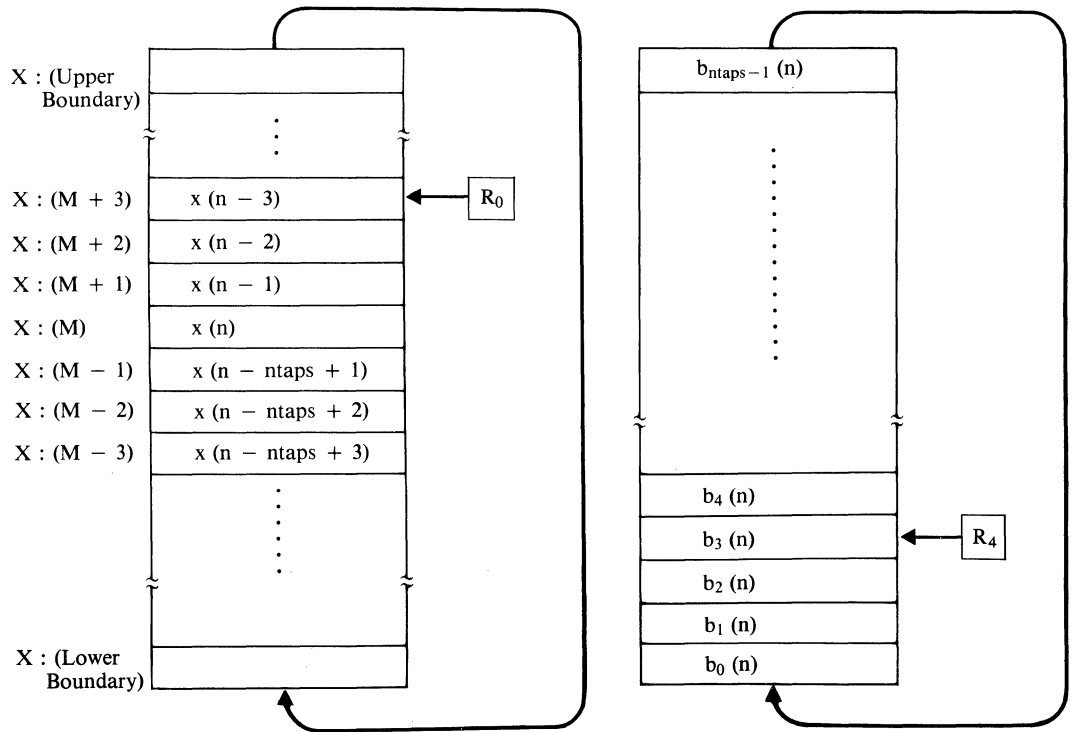 X : (Upper
Boundary)
X : (M + 3) x (n − 3) R₀
X : (M + 2) x (n − 2)
X : (M + 1) x (n − 1)
X : (M) x (n)
X : (M − 1) x (n − ntaps + 1)
X : (M − 2) x (n − ntaps + 2)
X : (M − 3) x (n − ntaps + 3)
X : (Lower
Boundary)
bₙₜₐₚₛ₋₁ (n)
b₄ (n)
b₃ (n) R₄
b₂ (n)
b₁ (n)
b₀ (n)